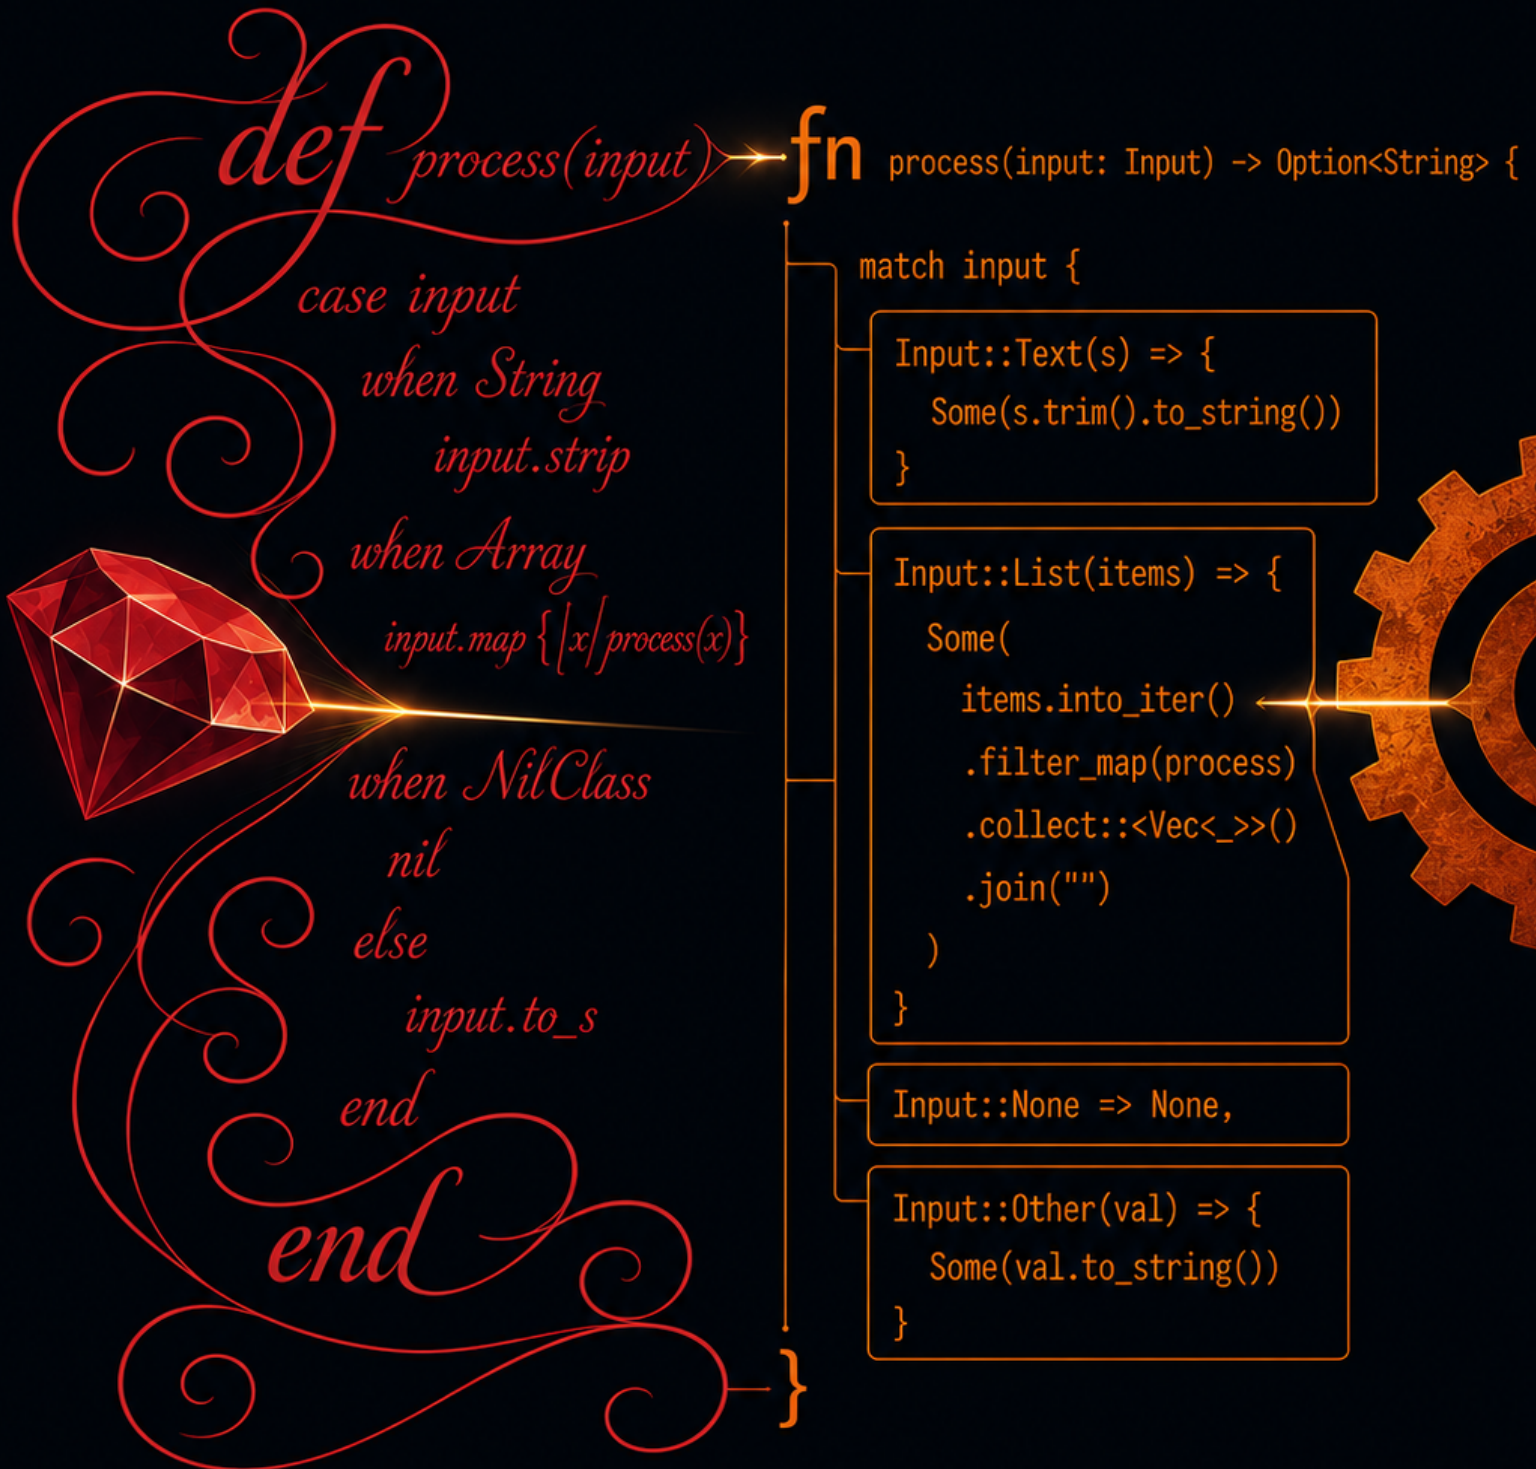 def process(input)
case input
when String
input.strip
when Array
input.map {|x| process(x)}
when NilClass
nil
else
input.to_s
end
end
fn process(input: Input) -> Option<String> {
match input {
Input::Text(s) => {
Some(s.trim().to_string())
}
Input::List(items) => {
Some(
items.into_iter()
.filter_map(process)
.collect::<Vec<_>>()
.join("")
)
}
Input::None => None,
Input::Other(val) => {
Some(val.to_string())
}
}